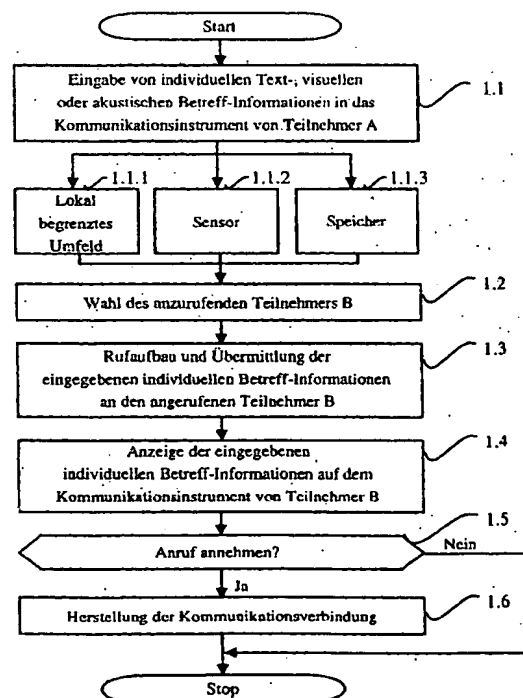 Start
Eingabe von individuellen Text-, visuellen
oder akustischen Betreff-Informationen in das
Kommunikationsinstrument von Teilnehmer A
1.1
1.1.1
1.1.2
1.1.3
Lokal
begrenztes
Umfeld
Sensor
Speicher
1.2
Wahl des anzurufenden Teilnehmers B
1.3
Rufaufbau und Übermittlung der
eingegebenen individuellen Betreff-Informationen
an den angerufenen Teilnehmer B
1.4
Anzeige der eingegebenen
individuellen Betreff-Informationen auf dem
Kommunikationsinstrument von Teilnehmer B
1.5
Anruf annehmen?
Nein
Ja
1.6
Herstellung der Kommunikationsverbindung
Stop